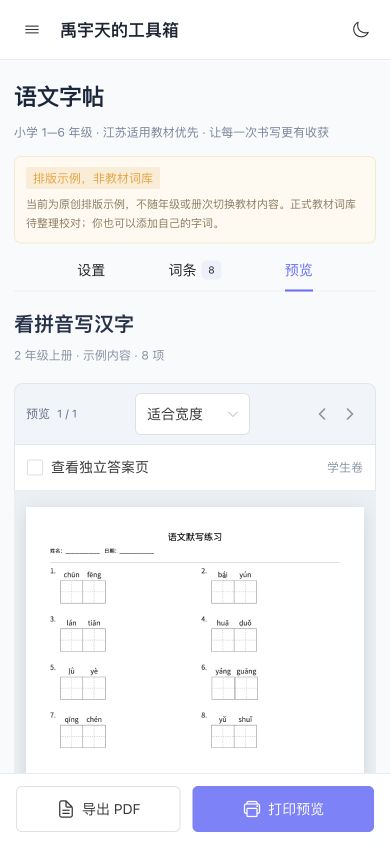 禹宇天的工具箱
语文字帖
小学 1—6 年级 · 江苏适用教材优先 · 让每一次书写更有收获
排版示例，非教材词库
当前为原创排版示例，不随年级或册次切换教材内容。正式教材词库
待整理校对；你也可以添加自己的字词。
设置 词条 8 预览
看拼音写汉字
2 年级上册 · 示例内容 · 8 项
预览 1 / 1 适合宽度
查看独立答案页 学生卷
语文默写练习
姓名：__________ 日期：__________
1. chūn fēng 2. bái yún
3. lán tiān 4. huā duǒ
5. lǜ yè 6. yáng guāng
7. qīng chén 8. yǔ shuǐ
导出 PDF 打印预览